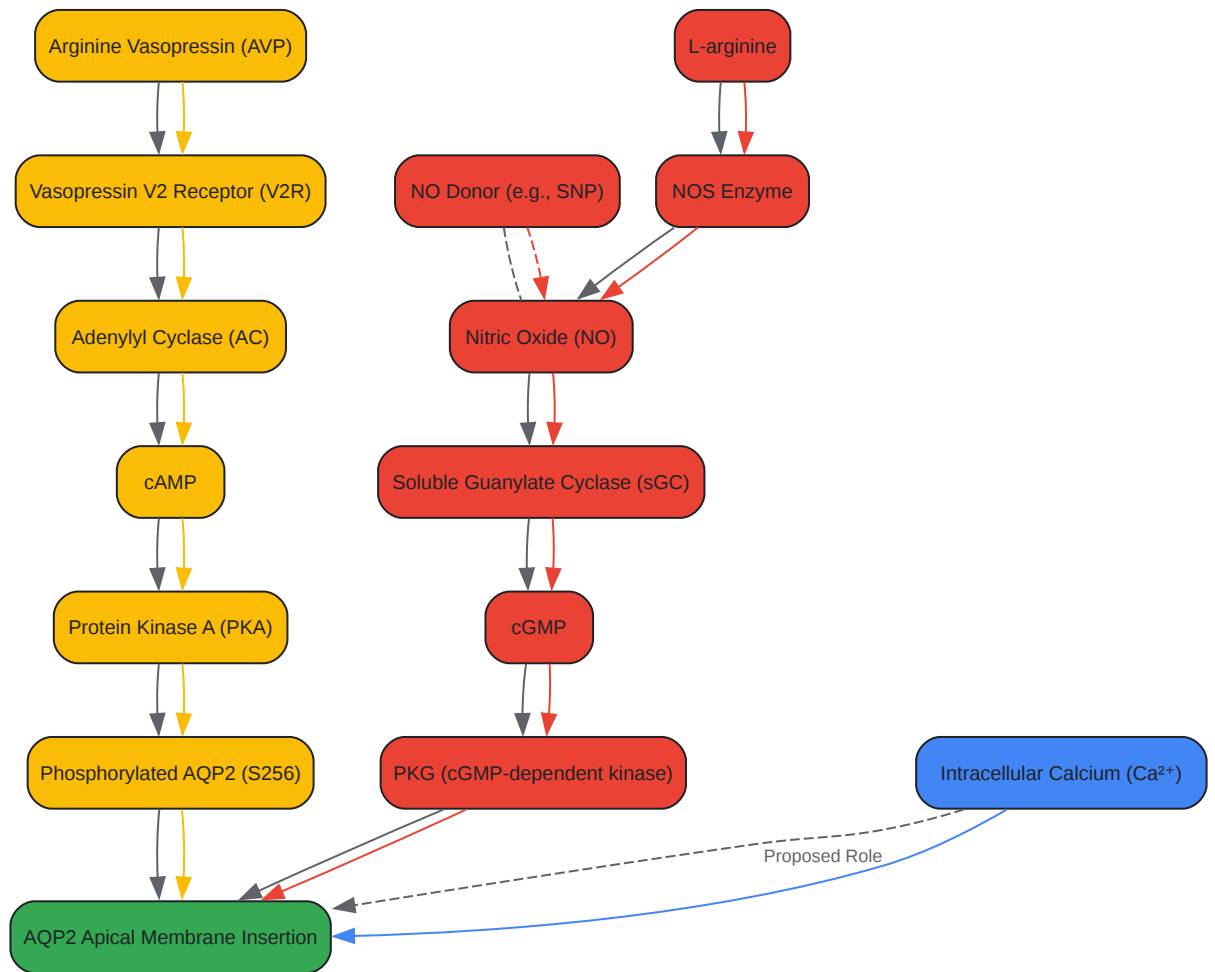 Arginine Vasopressin (AVP)
L-arginine
Vasopressin V2 Receptor (V2R)
NO Donor (e.g., SNP)
NOS Enzyme
Adenylyl Cyclase (AC)
Nitric Oxide (NO)
cAMP
Soluble Guanylate Cyclase (sGC)
Protein Kinase A (PKA)
cGMP
Phosphorylated AQP2 (S256)
PKG (cGMP-dependent kinase)
Intracellular Calcium (Ca²⁺)
Proposed Role
AQP2 Apical Membrane Insertion